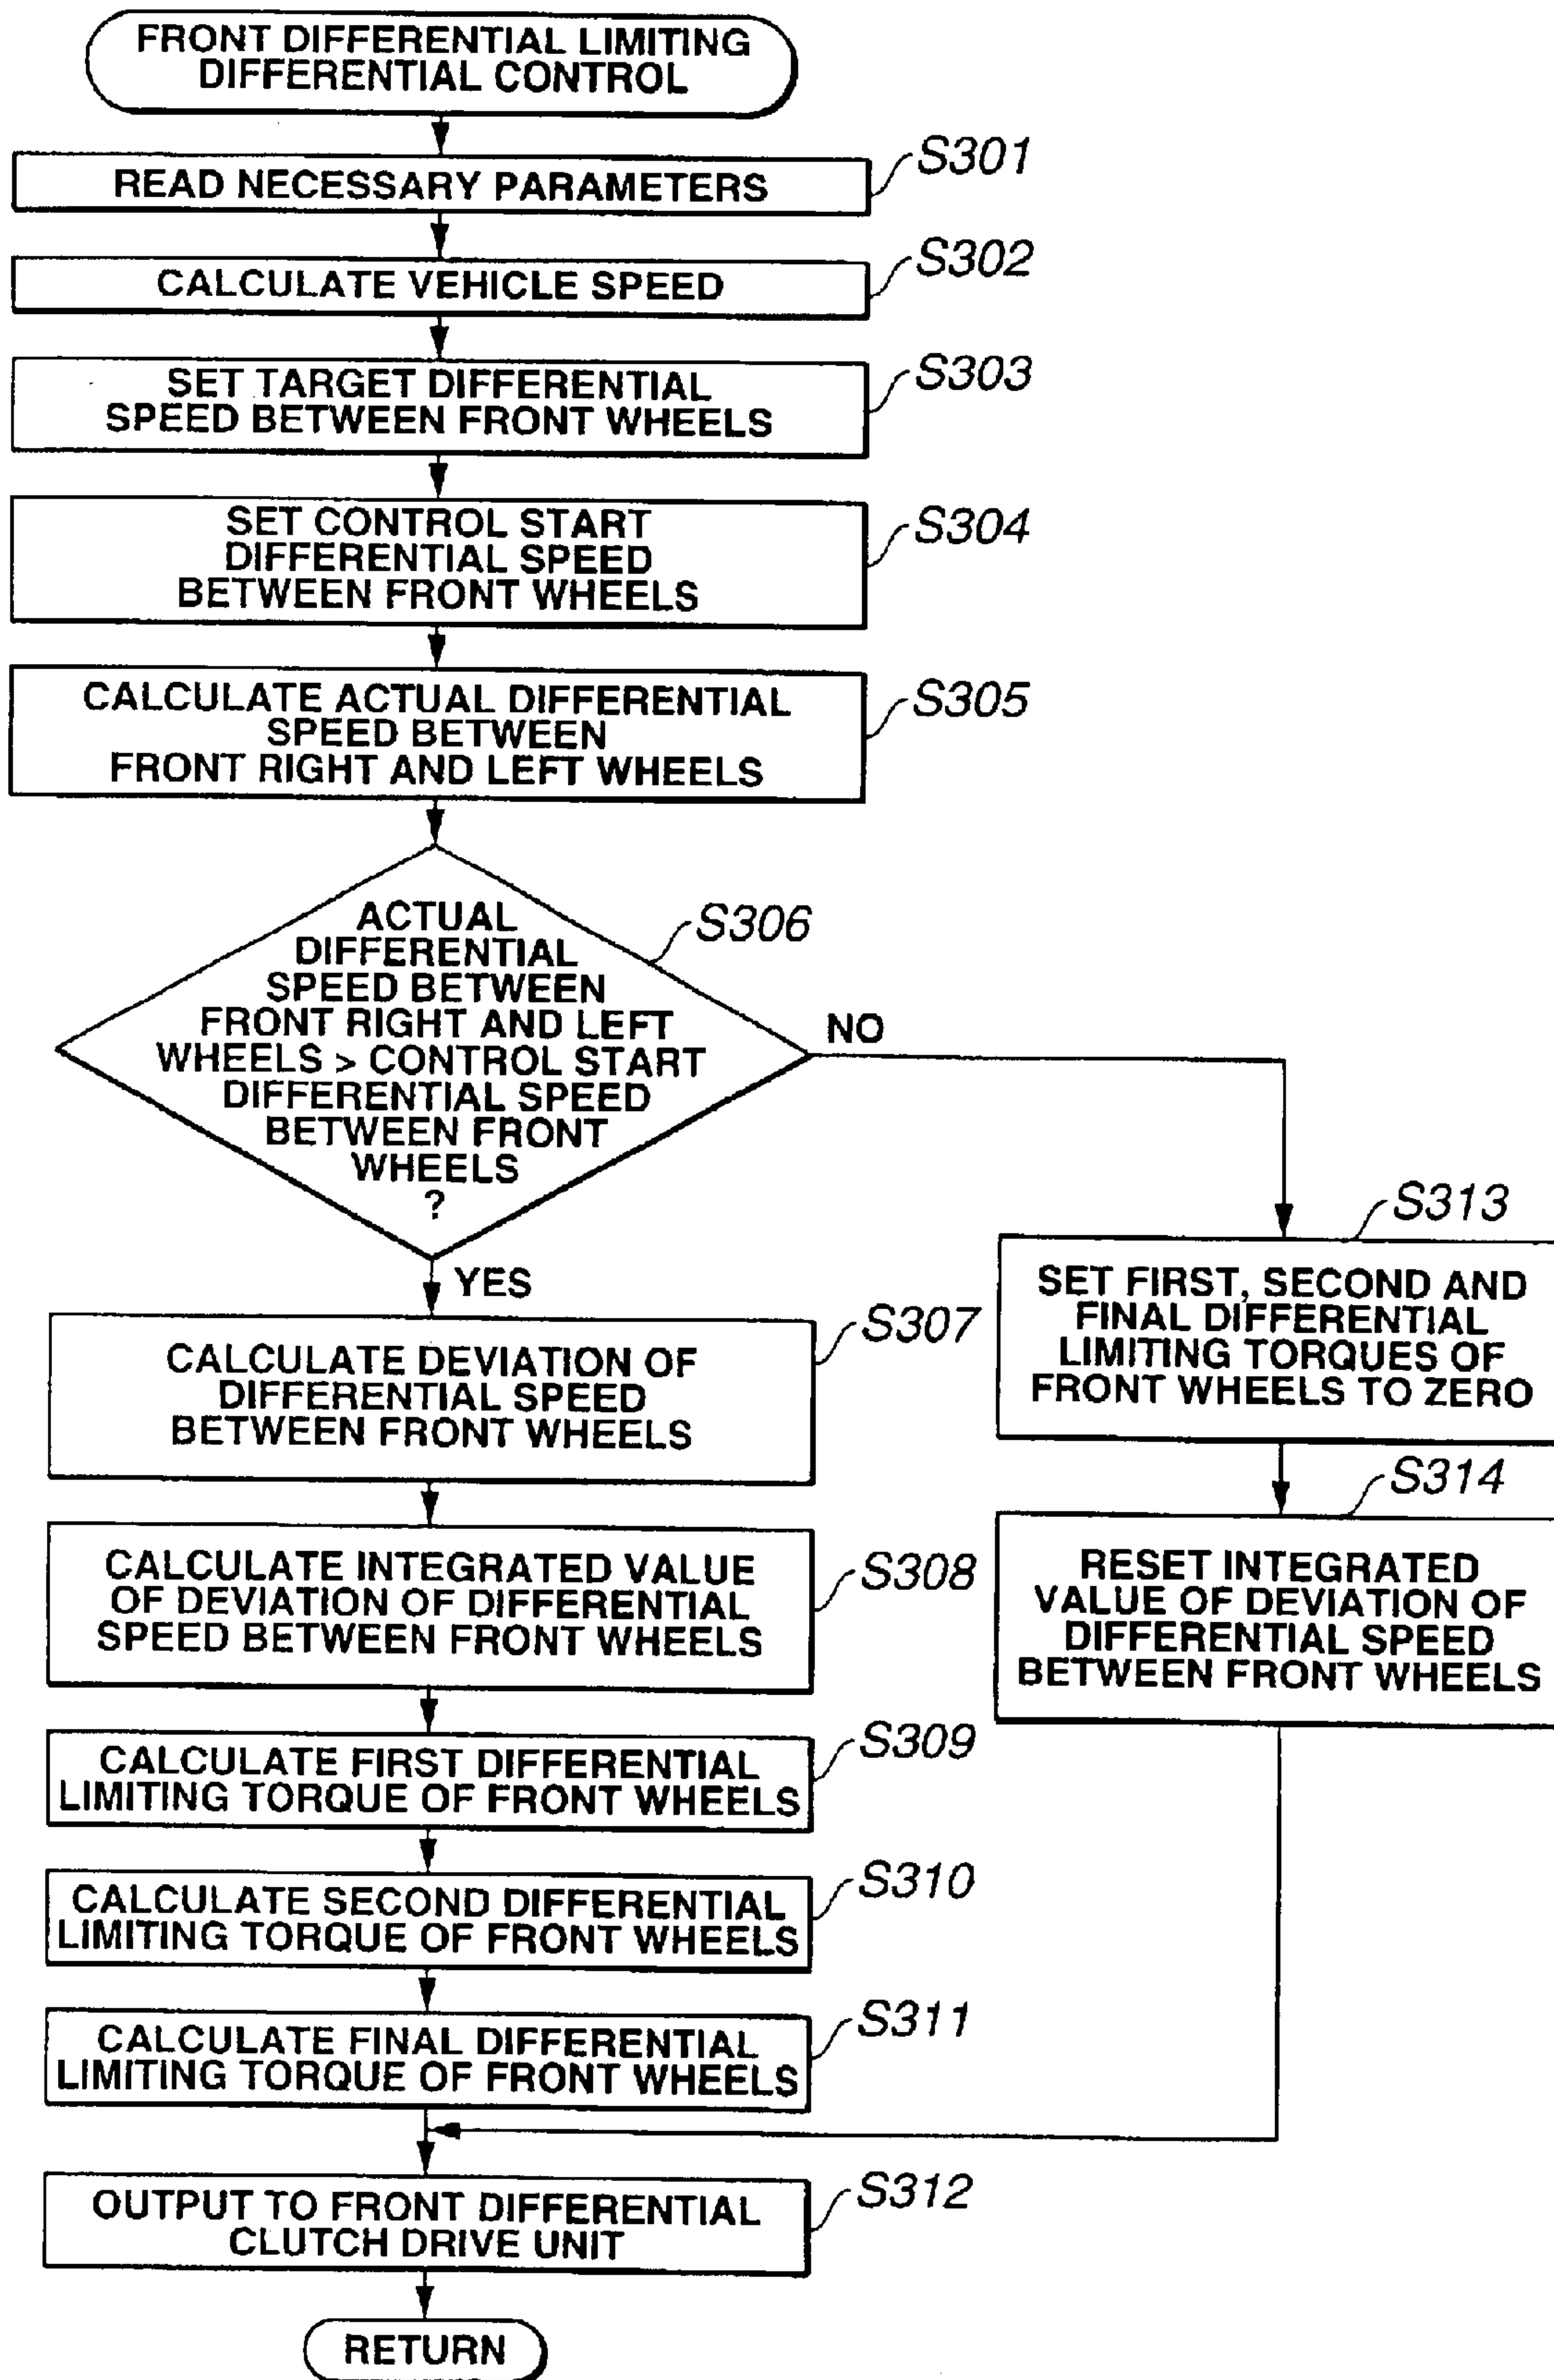 FRONT DIFFERENTIAL LIMITING
DIFFERENTIAL CONTROL
S301
READ NECESSARY PARAMETERS
S302
CALCULATE VEHICLE SPEED
S303
SET TARGET DIFFERENTIAL
SPEED BETWEEN FRONT WHEELS
S304
SET CONTROL START
DIFFERENTIAL SPEED
BETWEEN FRONT WHEELS
S305
CALCULATE ACTUAL DIFFERENTIAL
SPEED BETWEEN
FRONT RIGHT AND LEFT WHEELS
S306
ACTUAL
DIFFERENTIAL
SPEED BETWEEN
FRONT RIGHT AND LEFT
WHEELS > CONTROL START
DIFFERENTIAL SPEED
BETWEEN FRONT
WHEELS
?
NO
YES
S307
CALCULATE DEVIATION OF
DIFFERENTIAL SPEED
BETWEEN FRONT WHEELS
S308
CALCULATE INTEGRATED VALUE
OF DEVIATION OF DIFFERENTIAL
SPEED BETWEEN FRONT WHEELS
S309
CALCULATE FIRST DIFFERENTIAL
LIMITING TORQUE OF FRONT WHEELS
S310
CALCULATE SECOND DIFFERENTIAL
LIMITING TORQUE OF FRONT WHEELS
S311
CALCULATE FINAL DIFFERENTIAL
LIMITING TORQUE OF FRONT WHEELS
S313
SET FIRST, SECOND AND
FINAL DIFFERENTIAL
LIMITING TORQUES OF
FRONT WHEELS TO ZERO
S314
RESET INTEGRATED
VALUE OF DEVIATION OF
DIFFERENTIAL SPEED
BETWEEN FRONT WHEELS
S312
OUTPUT TO FRONT DIFFERENTIAL
CLUTCH DRIVE UNIT
RETURN